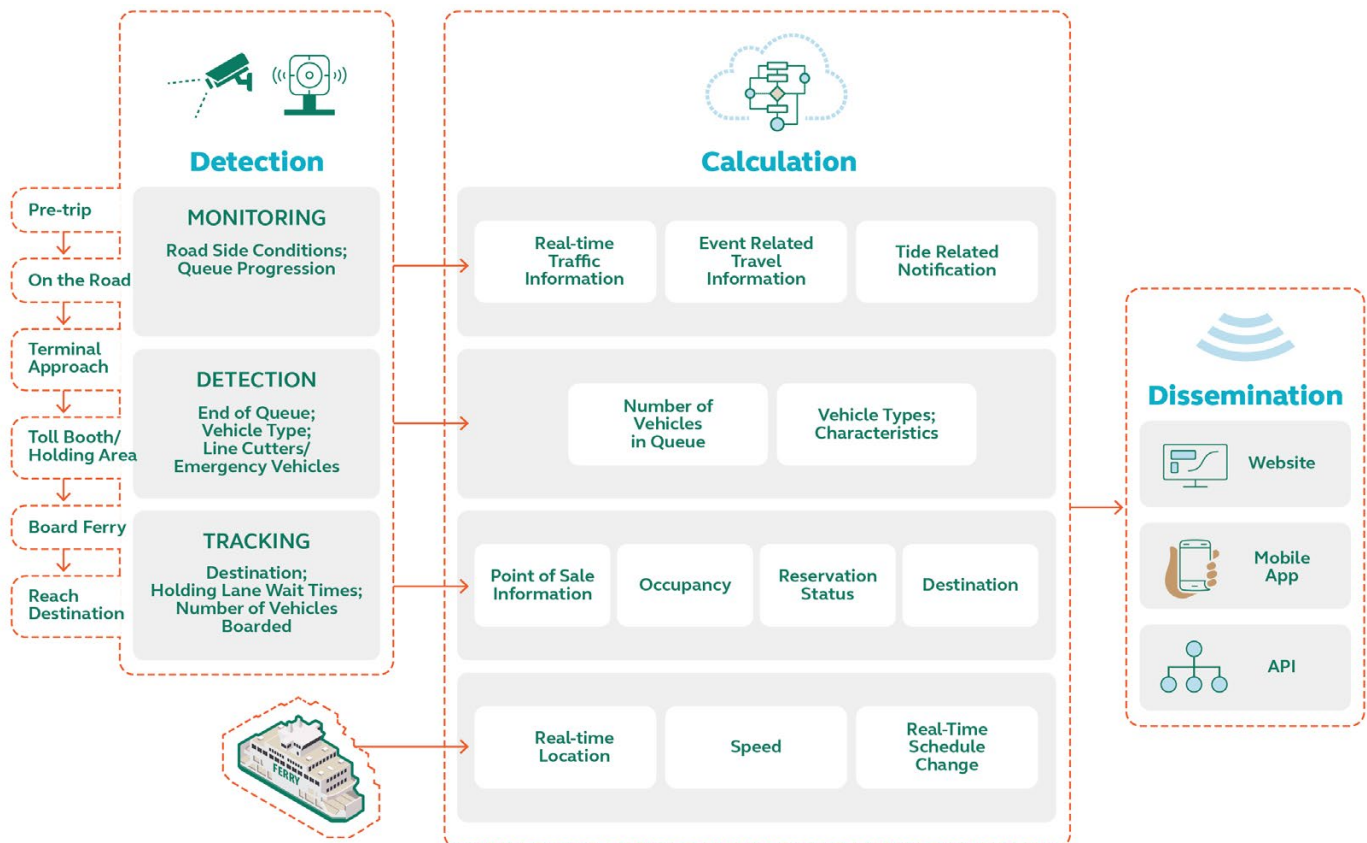 Detection
Calculation
Pre-trip
On the Road
Terminal
Approach
Toll Booth/
Holding Area
Board Ferry
Reach
Destination
MONITORING
Road Side Conditions;
Queue Progression
DETECTION
End of Queue;
Vehicle Type;
Line Cutters/
Emergency Vehicles
TRACKING
Destination;
Holding Lane Wait Times;
Number of Vehicles
Boarded
FERRY
Real-time
Traffic
Information
Event Related
Travel
Information
Tide Related
Notification
Number of
Vehicles
in Queue
Vehicle Types;
Characteristics
Point of Sale
Information
Occupancy
Reservation
Status
Destination
Real-time
Location
Speed
Real-Time
Schedule
Change
Dissemination
Website
Mobile
App
API